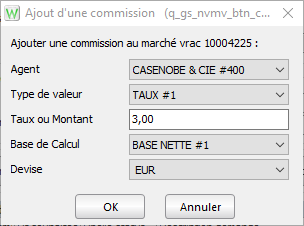 Ajout d'une commission (q_gs_nvmv_btn_c...
Ajouter une commission au marché vrac 10004225 :
Agent CASENOBE & CIE #400
Type de valeur TAUX #1
Taux ou Montant 3,00
Base de Calcul BASE NETTE #1
Devise EUR
OK Annuler